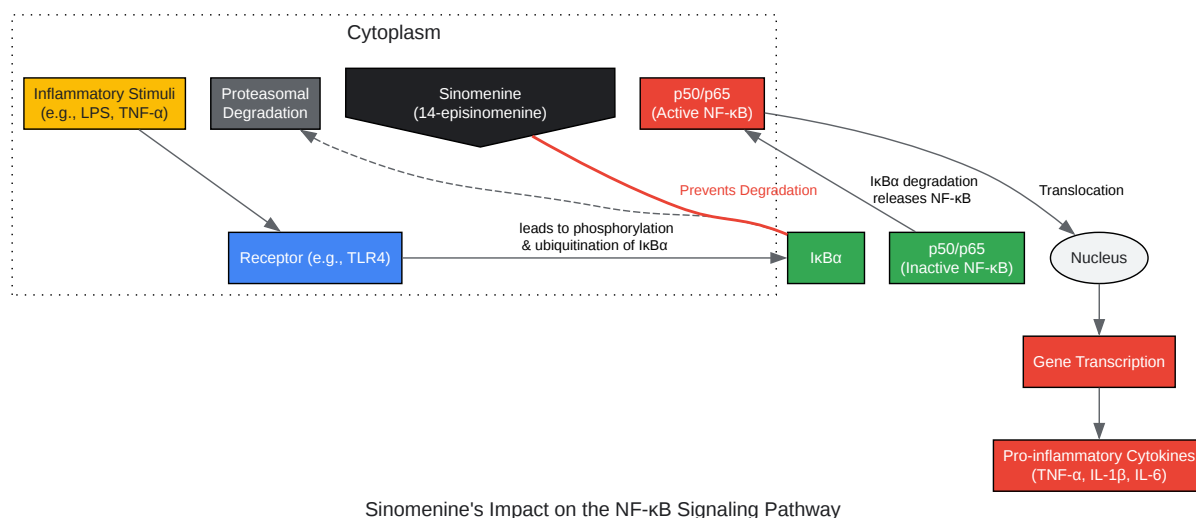 Cytoplasm
Inflammatory Stimuli
(e.g., LPS, TNF-α)
Proteasomal
Degradation
Sinomenine
(14-episinomenine)
p50/p65
(Active NF-κB)
Prevents Degradation
IκBα degradation
releases NF-κB
Translocation
leads to phosphorylation
& ubiquitination of IκBα
Receptor (e.g., TLR4)
IκBα
p50/p65
(Inactive NF-κB)
Nucleus
Gene Transcription
Pro-inflammatory Cytokines
(TNF-α, IL-1β, IL-6)
Sinomenine's Impact on the NF-κB Signaling Pathway